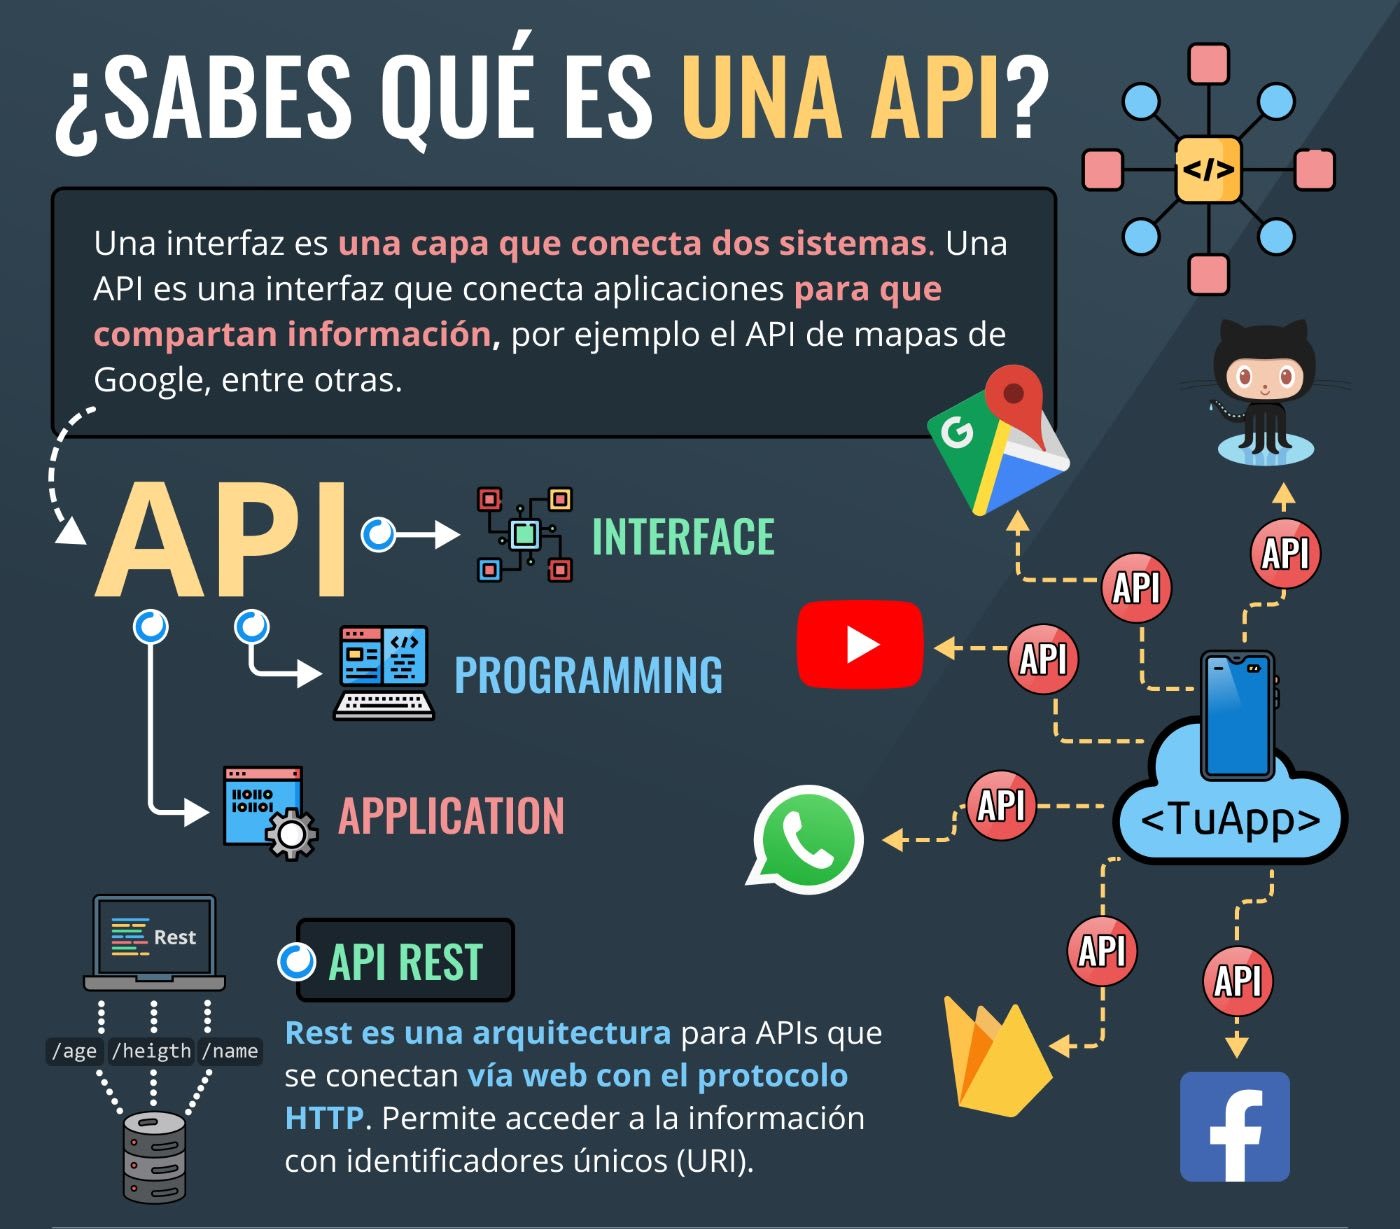 ¿SABES QUÉ ES UNA API?
</>
Una interfaz es una capa que conecta dos sistemas. Una
API es una interfaz que conecta aplicaciones para que
compartan información, por ejemplo el API de mapas de
Google, entre otras.
G
API
INTERFACE
</>
PROGRAMMING
10110
101101
APPLICATION
API
API
API
API
<TuApp>
API
API
Rest
/age /heigth /name
API REST
Rest es una arquitectura para APIs que
se conectan vía web con el protocolo
HTTP. Permite acceder a la información
con identificadores únicos (URI).
f